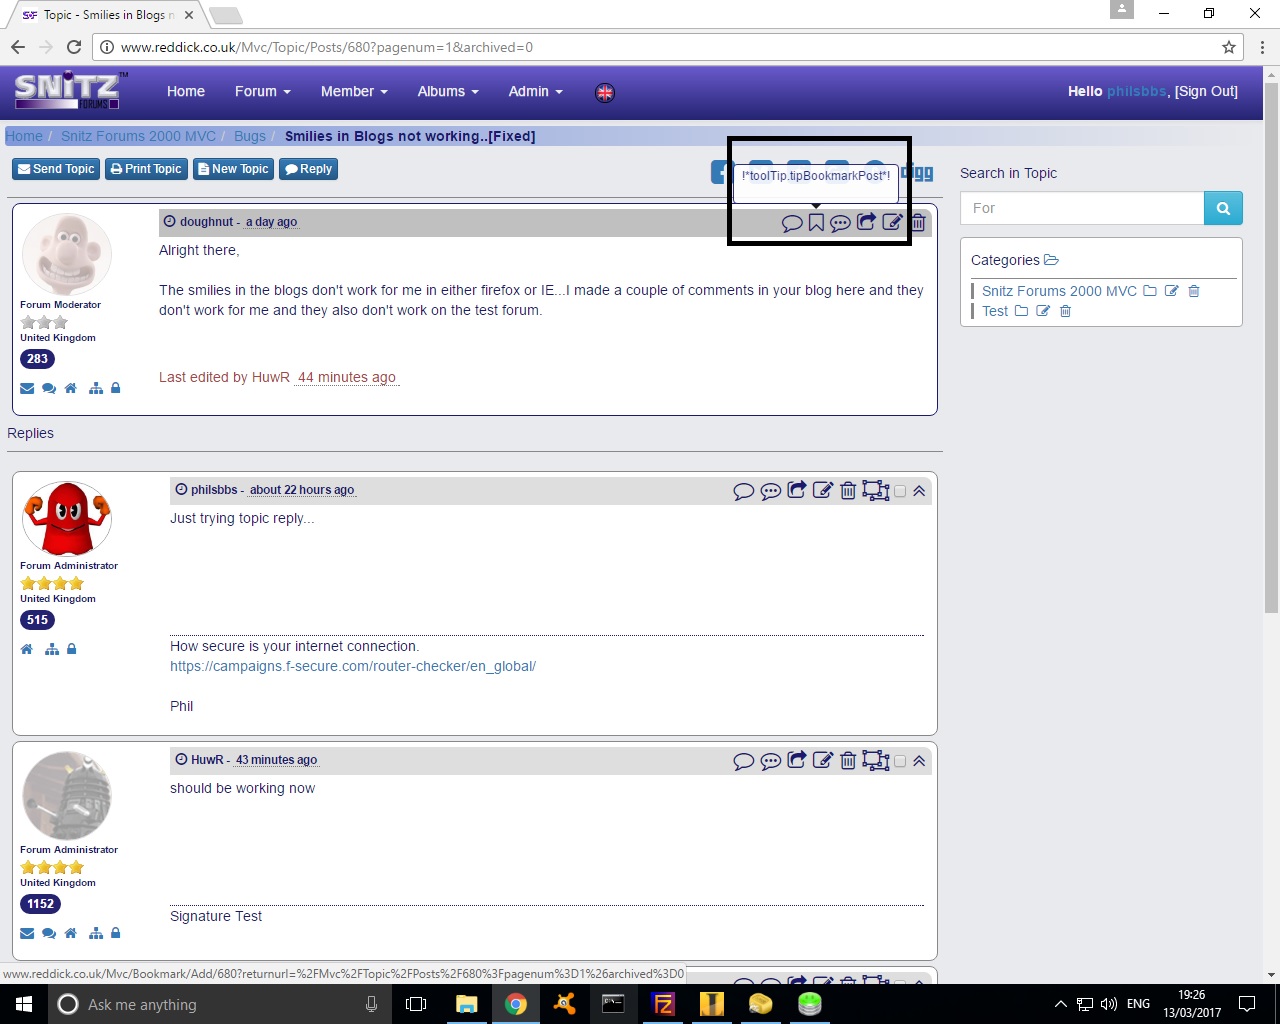 Topic - Smilies in Blogs n
www.reddick.co.uk/Mvc/Topic/Posts/680?pagenum=1&archived=0
SNiTZ™ FORUMS
Home Forum Member Albums Admin
Hello philsbbs, [Sign Out]
Home / Snitz Forums 2000 MVC / Bugs / Smilies in Blogs not working..[Fixed]
Send Topic Print Topic New Topic Reply
digg
!*toolTip.tipBookmarkPost*!
Search in Topic
For
Categories
Snitz Forums 2000 MVC
Test
doughnut - a day ago
Forum Moderator
United Kingdom
283
Alright there,
The smilies in the blogs don't work for me in either firefox or IE...I made a couple of comments in your blog here and they
don't work for me and they also don't work on the test forum.
Last edited by HuwR 44 minutes ago
Replies
philsbbs - about 22 hours ago
Forum Administrator
United Kingdom
515
Just trying topic reply...
How secure is your internet connection.
https://campaigns.f-secure.com/router-checker/en_global/
Phil
HuwR - 43 minutes ago
Forum Administrator
United Kingdom
1152
should be working now
Signature Test
www.reddick.co.uk/Mvc/Bookmark/Add/680?returnurl=%2FMvc%2FTopic%2FPosts%2F680%3Fpagenum%3D1%26archived%3D0
Ask me anything
ENG
19:26
13/03/2017